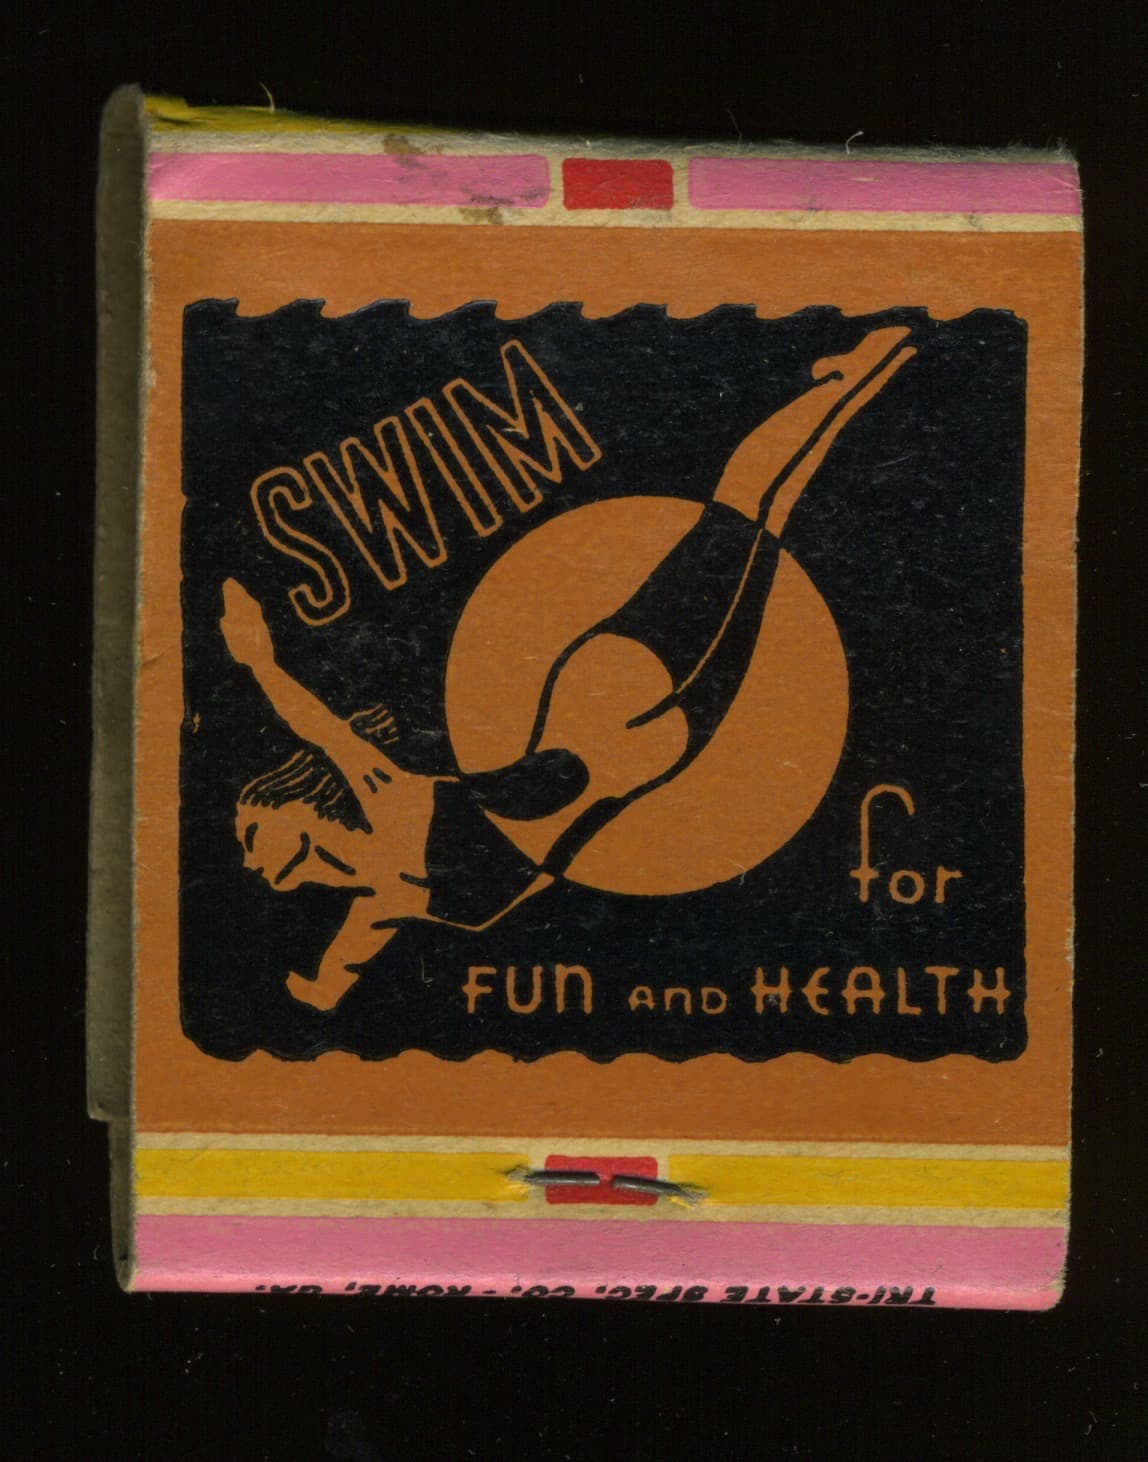 SWIM
for
FUN AND HEALTH
TRI-STATE SPEC. CO. - ROME, GA.